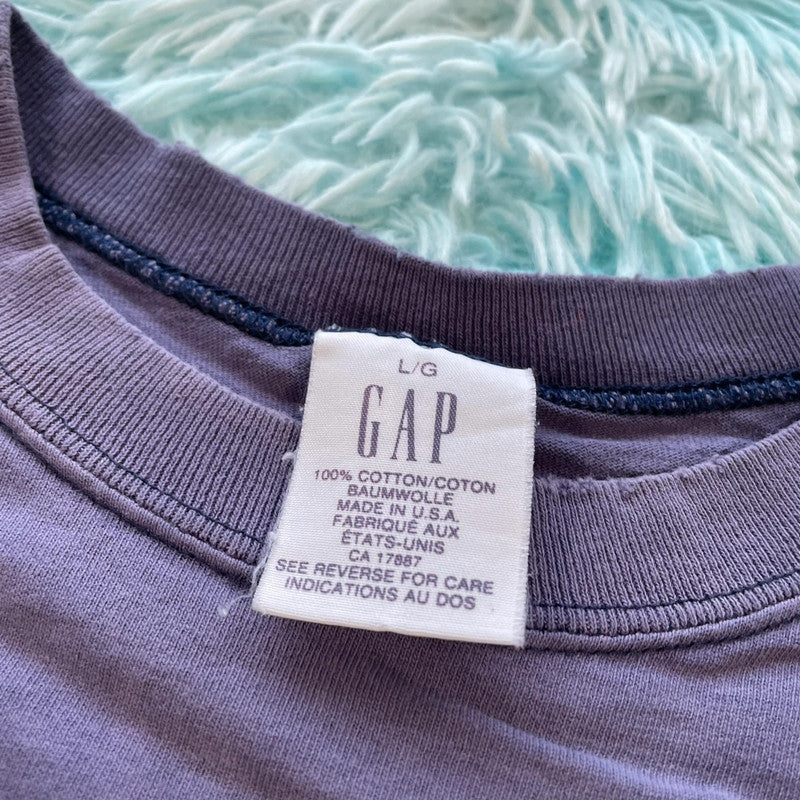 L/G
GAP
100% COTTON/COTON
BAUMWOLLE
MADE IN U.S.A.
FABRIQUÉ AUX
ÉTATS-UNIS
CA 17887
SEE REVERSE FOR CARE
INDICATIONS AU DOS